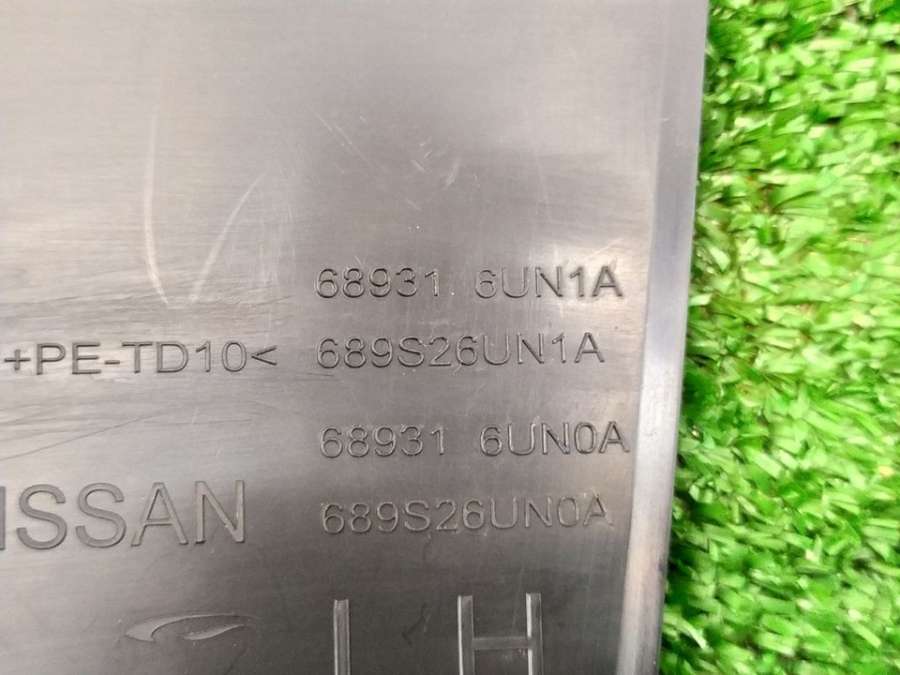 68931 6UN1A
+PE-TD10< 689S26UN1A
68931 6UN0A
ISSAN 689S26UN0A
LH